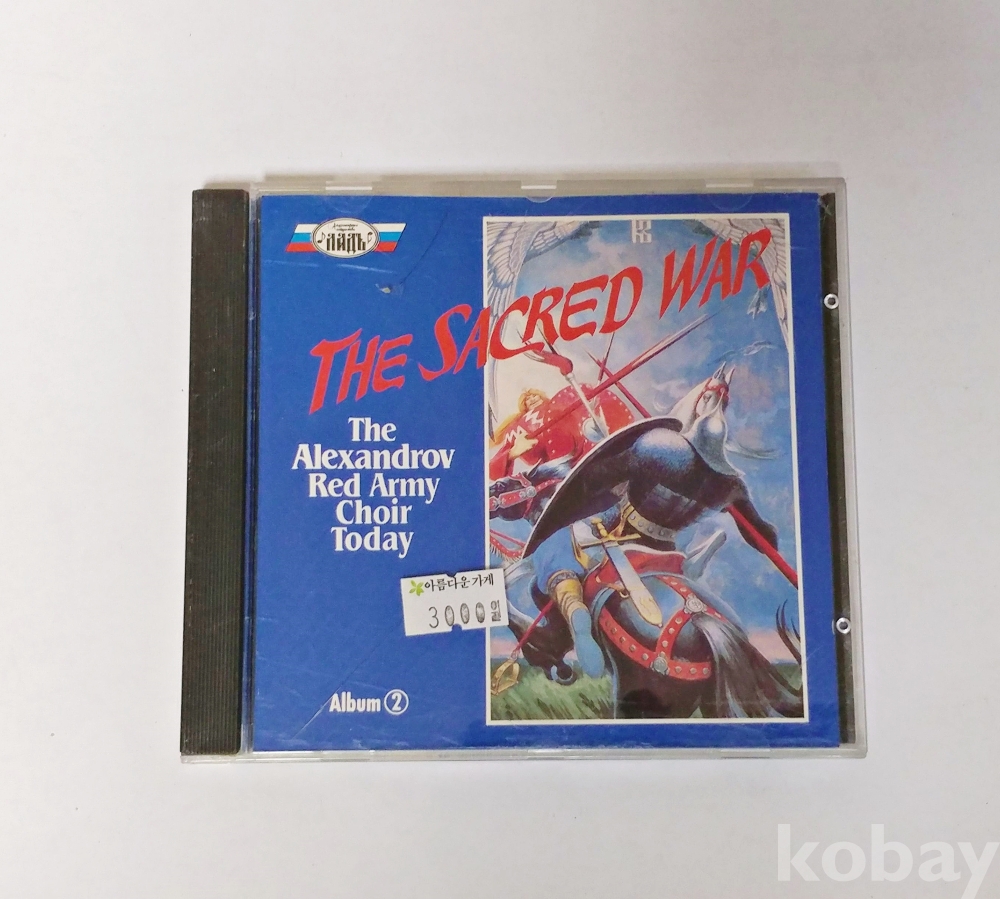 ЛАДЪ
THE SACRED WAR
The
Alexandrov
Red Army
Choir
Today
아름다운가게
3000원
Album 2
kobay